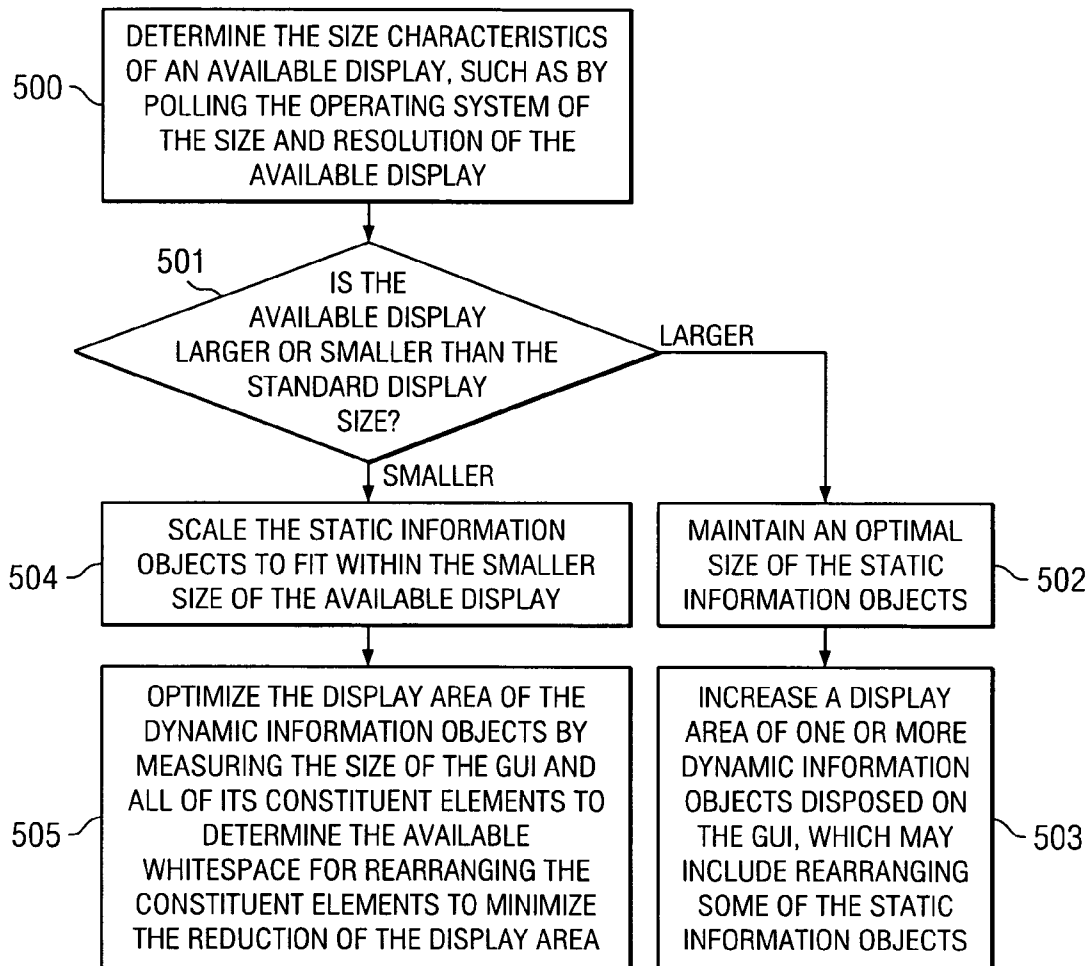 500
DETERMINE THE SIZE CHARACTERISTICS
OF AN AVAILABLE DISPLAY, SUCH AS BY
POLLING THE OPERATING SYSTEM OF
THE SIZE AND RESOLUTION OF THE
AVAILABLE DISPLAY
501
IS THE
AVAILABLE DISPLAY
LARGER OR SMALLER THAN THE
STANDARD DISPLAY
SIZE?
LARGER
SMALLER
504
SCALE THE STATIC INFORMATION
OBJECTS TO FIT WITHIN THE SMALLER
SIZE OF THE AVAILABLE DISPLAY
MAINTAIN AN OPTIMAL
SIZE OF THE STATIC
INFORMATION OBJECTS
502
505
OPTIMIZE THE DISPLAY AREA OF THE
DYNAMIC INFORMATION OBJECTS BY
MEASURING THE SIZE OF THE GUI AND
ALL OF ITS CONSTITUENT ELEMENTS TO
DETERMINE THE AVAILABLE
WHITESPACE FOR REARRANGING THE
CONSTITUENT ELEMENTS TO MINIMIZE
THE REDUCTION OF THE DISPLAY AREA
INCREASE A DISPLAY
AREA OF ONE OR MORE
DYNAMIC INFORMATION
OBJECTS DISPOSED ON
THE GUI, WHICH MAY
INCLUDE REARRANGING
SOME OF THE STATIC
INFORMATION OBJECTS
503